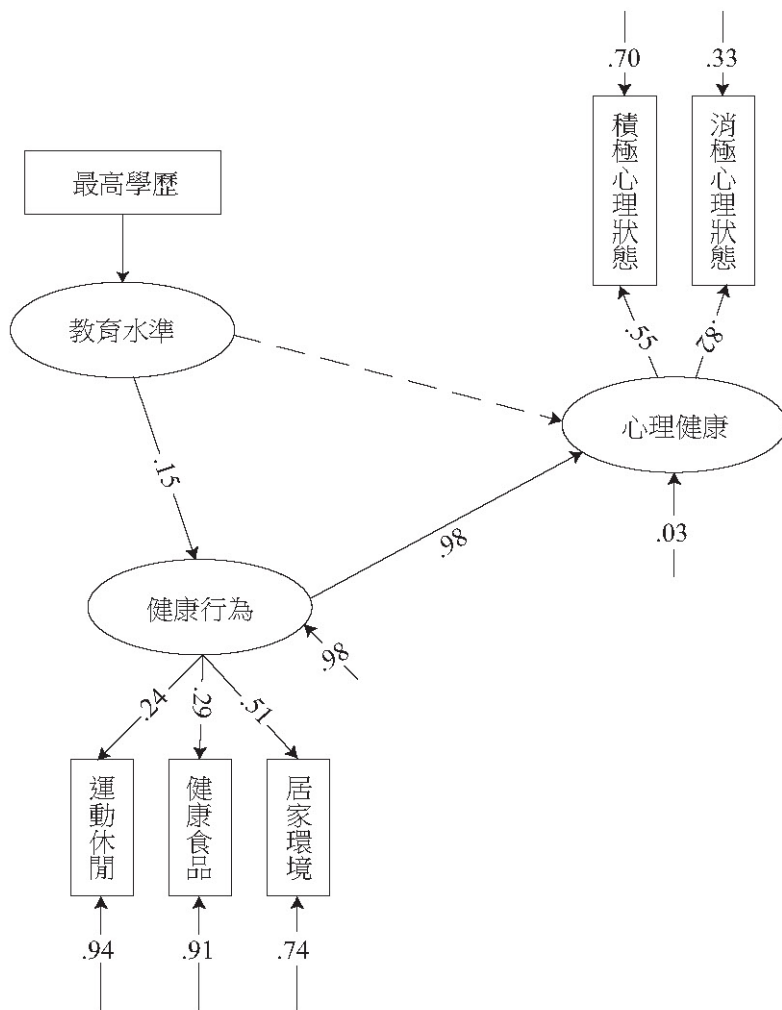 .70
.33
積極心理狀態
消極心理狀態
最高學歷
教育水準
.55
.82
心理健康
.15
.98
.03
健康行為
.98
.24
.29
.51
運動休閒
健康食品
居家環境
.94
.91
.74